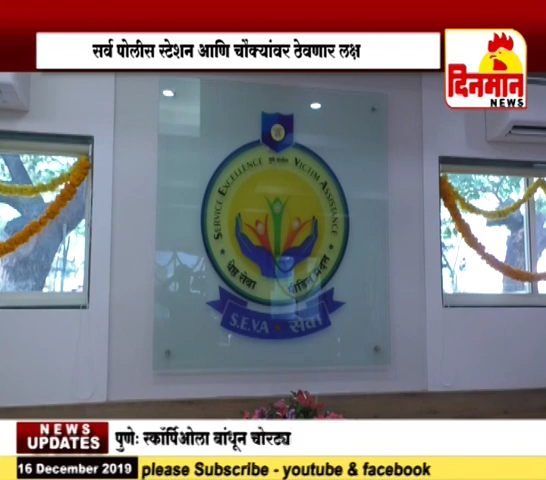 सर्व पोलीस स्टेशन आणि चौक्यांवर ठेवणार लक्ष
दिनमान
NEWS
SERVICE EXCELLENCE
VICTIM ASSISTANCE
S.E.V.A ★ सेवा
NEWS
UPDATES
पुणेः स्कॉर्पिओला बांधून चोरट्य
16 December 2019
please Subscribe - youtube & facebook